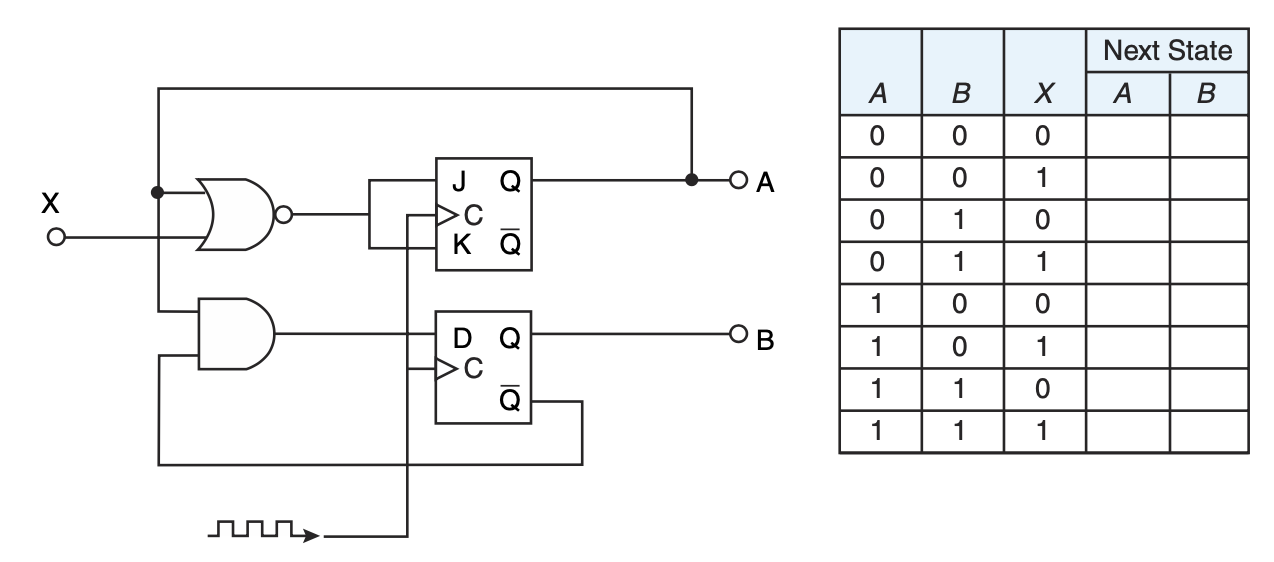 X
J Q
C
K Q̅
A
D Q
C
Q̅
B
Next State
A B X A B
0 0 0
0 0 1
0 1 0
0 1 1
1 0 0
1 0 1
1 1 0
1 1 1